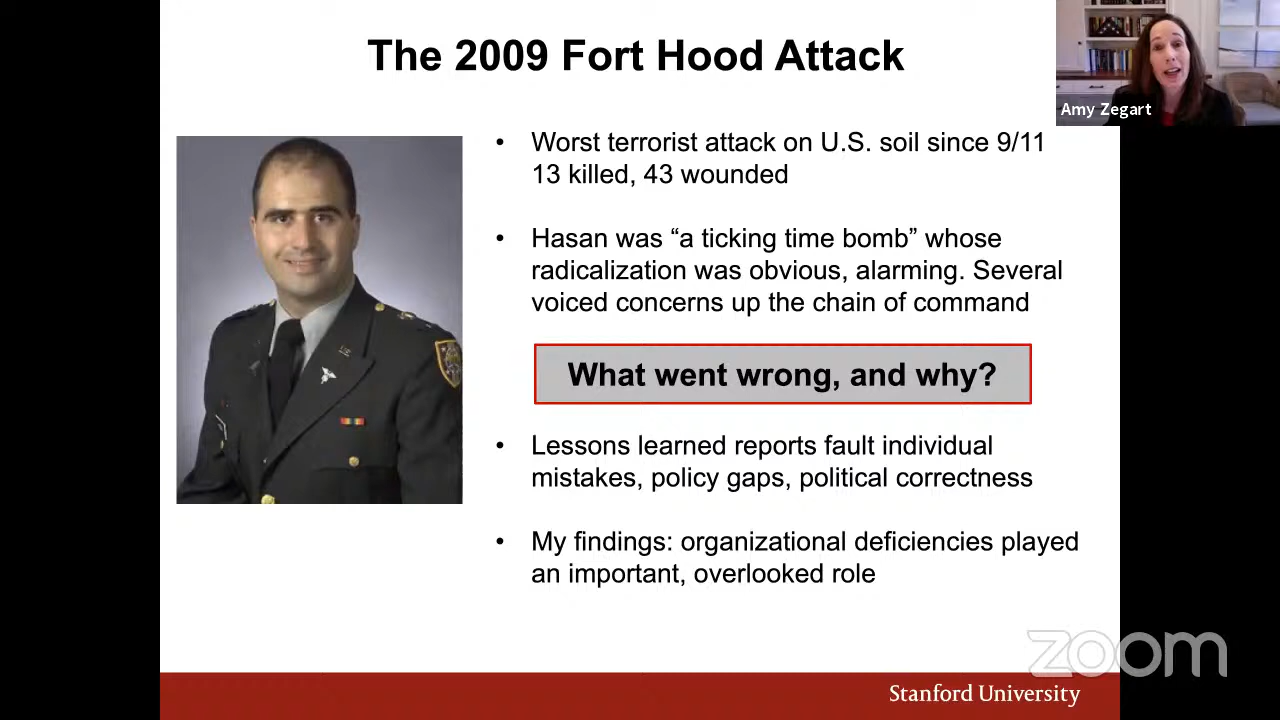 The 2009 Fort Hood Attack
Amy Zegart
• Worst terrorist attack on U.S. soil since 9/11
13 killed, 43 wounded
• Hasan was “a ticking time bomb” whose
radicalization was obvious, alarming. Several
voiced concerns up the chain of command
What went wrong, and why?
• Lessons learned reports fault individual
mistakes, policy gaps, political correctness
• My findings: organizational deficiencies played
an important, overlooked role
zoom
Stanford University